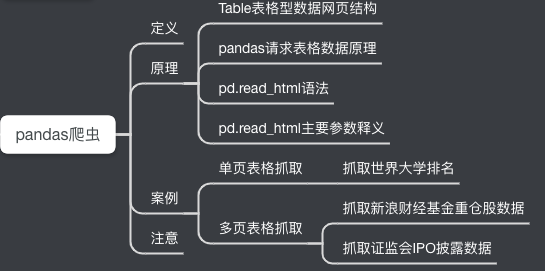 Table表格型数据网页结构
定义
pandas请求表格数据原理
原理
pd.read_html语法
pd.read_html主要参数释义
pandas爬虫
单页表格抓取
抓取世界大学排名
案例
抓取新浪财经基金重仓股数据
多页表格抓取
注意
抓取证监会IPO披露数据